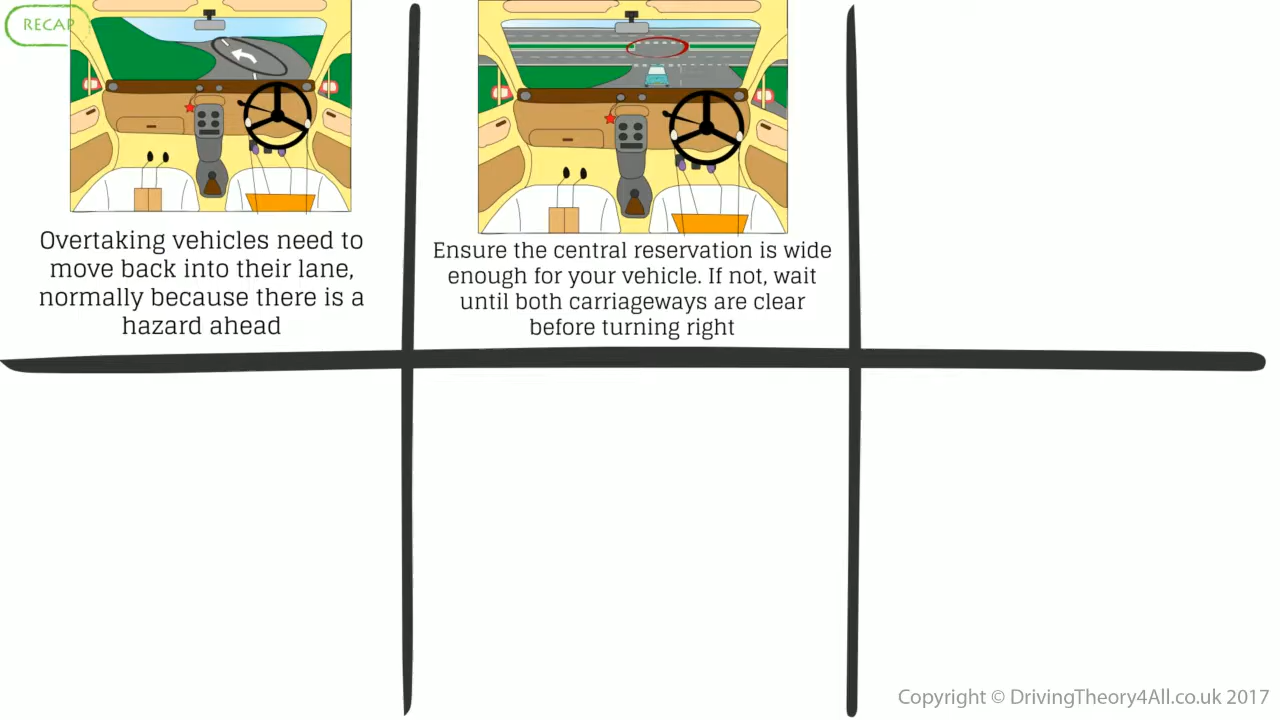 RECAP
Overtaking vehicles need to
move back into their lane,
normally because there is a
hazard ahead
Ensure the central reservation is wide
enough for your vehicle. If not, wait
until both carriageways are clear
before turning right
Copyright © DrivingTheory4All.co.uk 2017